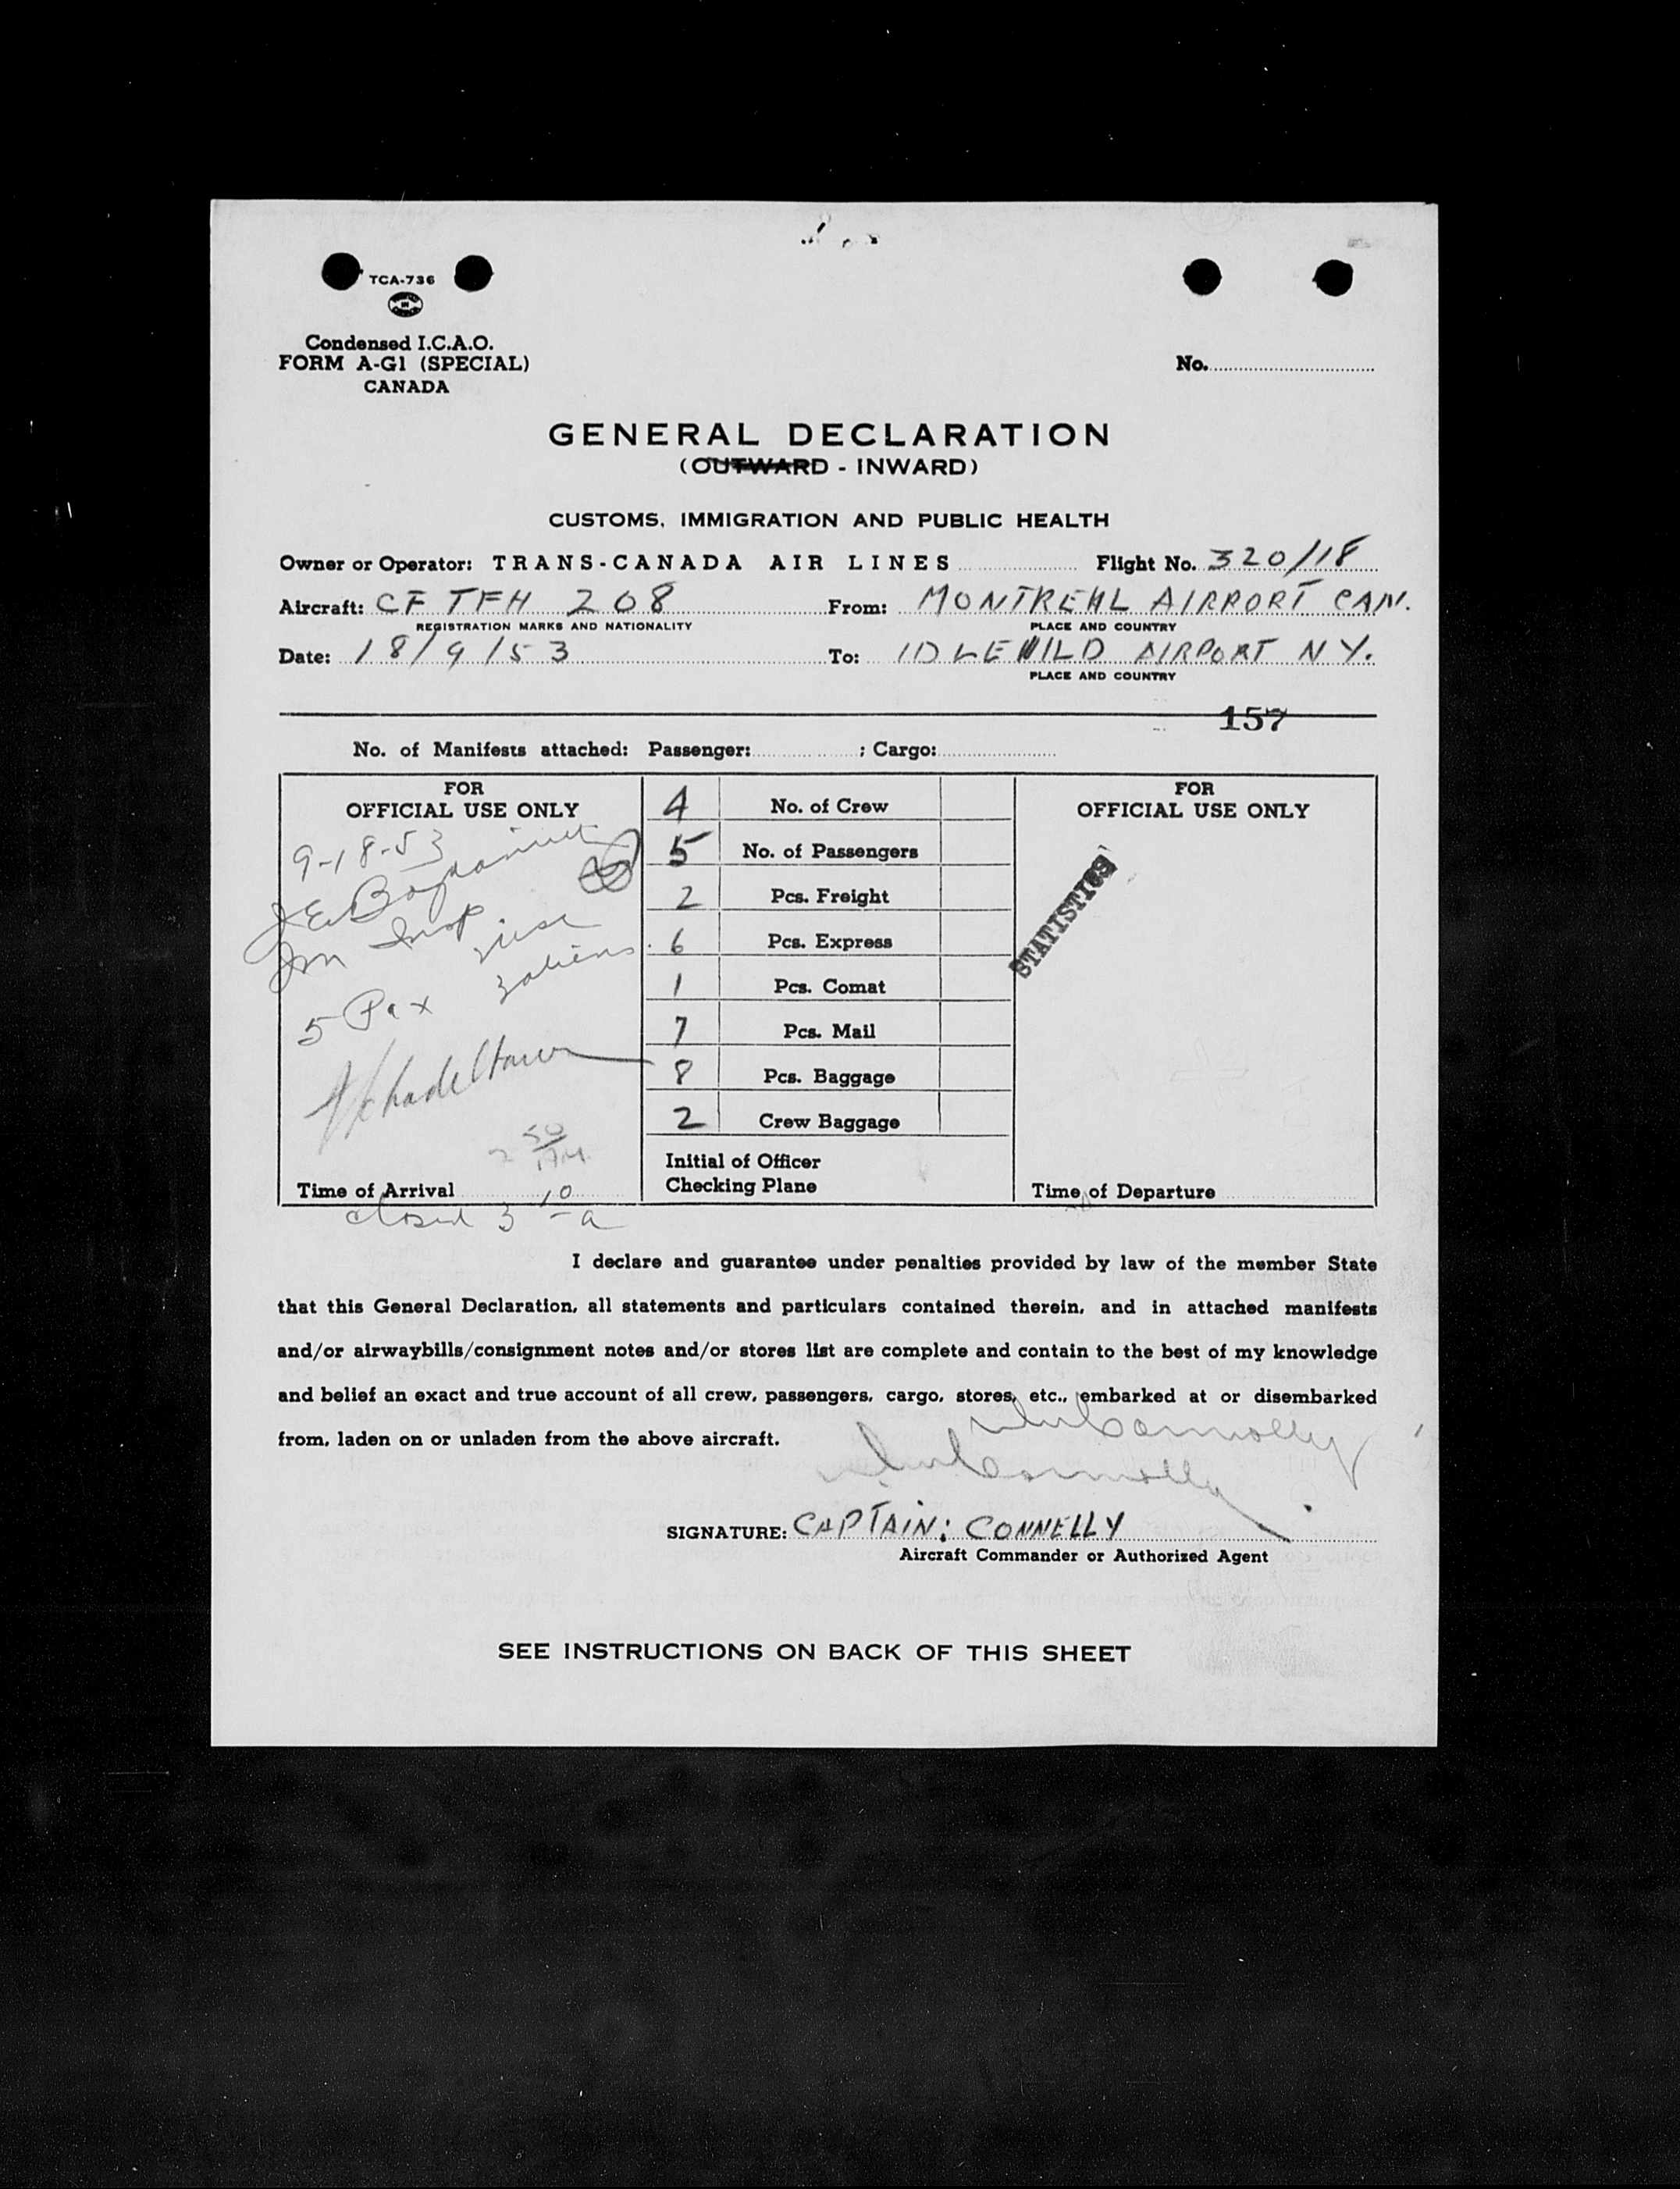 TCA-736
Condensed I.C.A.O.
FORM A-G1 (SPECIAL)
CANADA
No.
GENERAL DECLARATION
(OUTWARD - INWARD)
CUSTOMS, IMMIGRATION AND PUBLIC HEALTH
Owner or Operator: TRANS-CANADA AIR LINES Flight No. 320/18
Aircraft: CF TFH 208 From: MONTREAL AIRPORT CAN.
REGISTRATION MARKS AND NATIONALITY PLACE AND COUNTRY
Date: 18/9/53 To: IDLEWILD AIRPORT N Y.
PLACE AND COUNTRY
157
No. of Manifests attached: Passenger: ; Cargo:
FOR
OFFICIAL USE ONLY
9-18-53
J E
Im Insp
5 Pax 3 aliens
2 50
Time of Arrival
closed 3 10 a
4 No. of Crew
5 No. of Passengers
2 Pcs. Freight
6 Pcs. Express
1 Pcs. Comat
7 Pcs. Mail
8 Pcs. Baggage
2 Crew Baggage
Initial of Officer
Checking Plane
FOR
OFFICIAL USE ONLY
STATISTICS
Time of Departure
I declare and guarantee under penalties provided by law of the member State
that this General Declaration, all statements and particulars contained therein, and in attached manifests
and/or airwaybills/consignment notes and/or stores list are complete and contain to the best of my knowledge
and belief an exact and true account of all crew, passengers, cargo, stores, etc., embarked at or disembarked
from, laden on or unladen from the above aircraft.
SIGNATURE: CAPTAIN: CONNELLY
Aircraft Commander or Authorized Agent
SEE INSTRUCTIONS ON BACK OF THIS SHEET